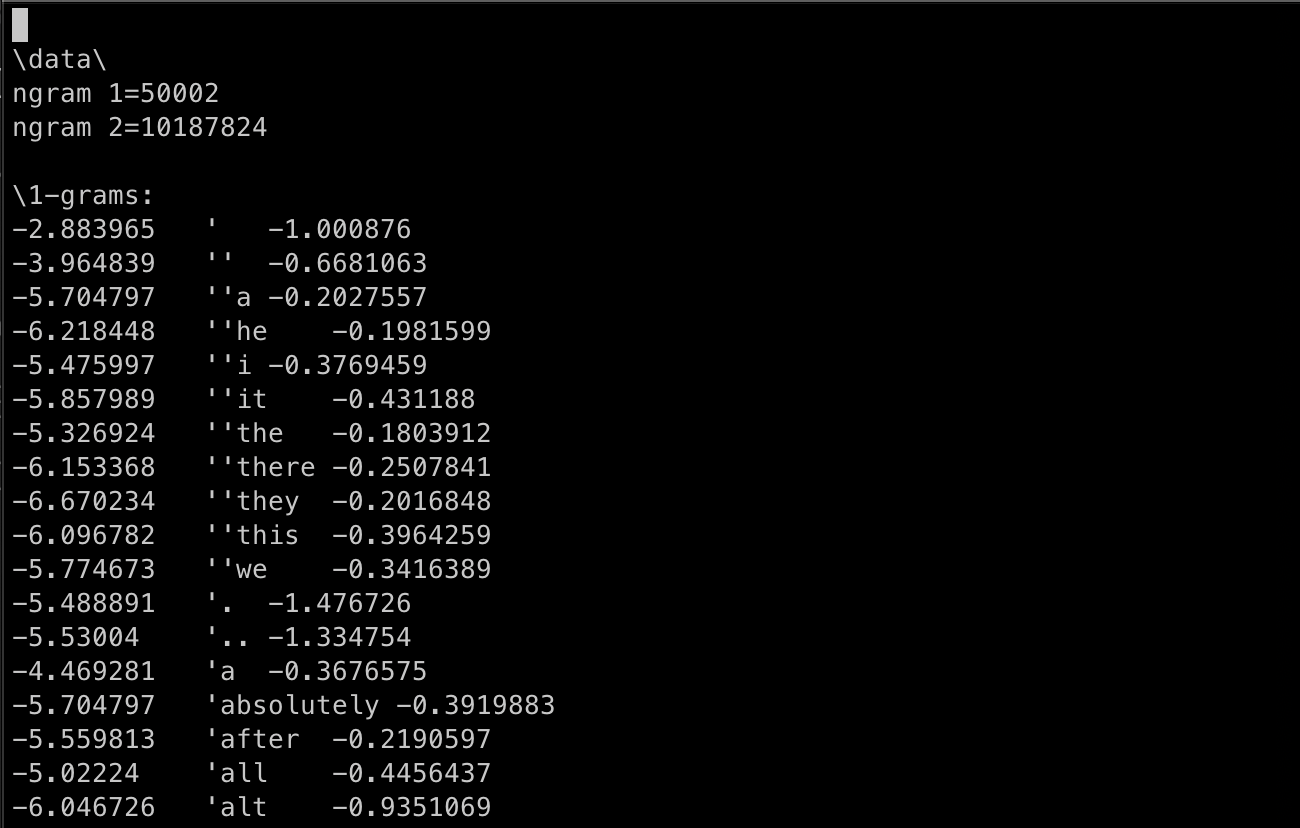 \data\
ngram 1=50002
ngram 2=10187824
\1-grams:
-2.883965	'	-1.000876
-3.964839	''	-0.6681063
-5.704797	''a	-0.2027557
-6.218448	''he	-0.1981599
-5.475997	''i	-0.3769459
-5.857989	''it	-0.431188
-5.326924	''the	-0.1803912
-6.153368	''there	-0.2507841
-6.670234	''they	-0.2016848
-6.096782	''this	-0.3964259
-5.774673	''we	-0.3416389
-5.488891	'.	-1.476726
-5.53004	'..	-1.334754
-4.469281	'a	-0.3676575
-5.704797	'absolutely	-0.3919883
-5.559813	'after	-0.2190597
-5.02224	'all	-0.4456437
-6.046726	'alt	-0.9351069